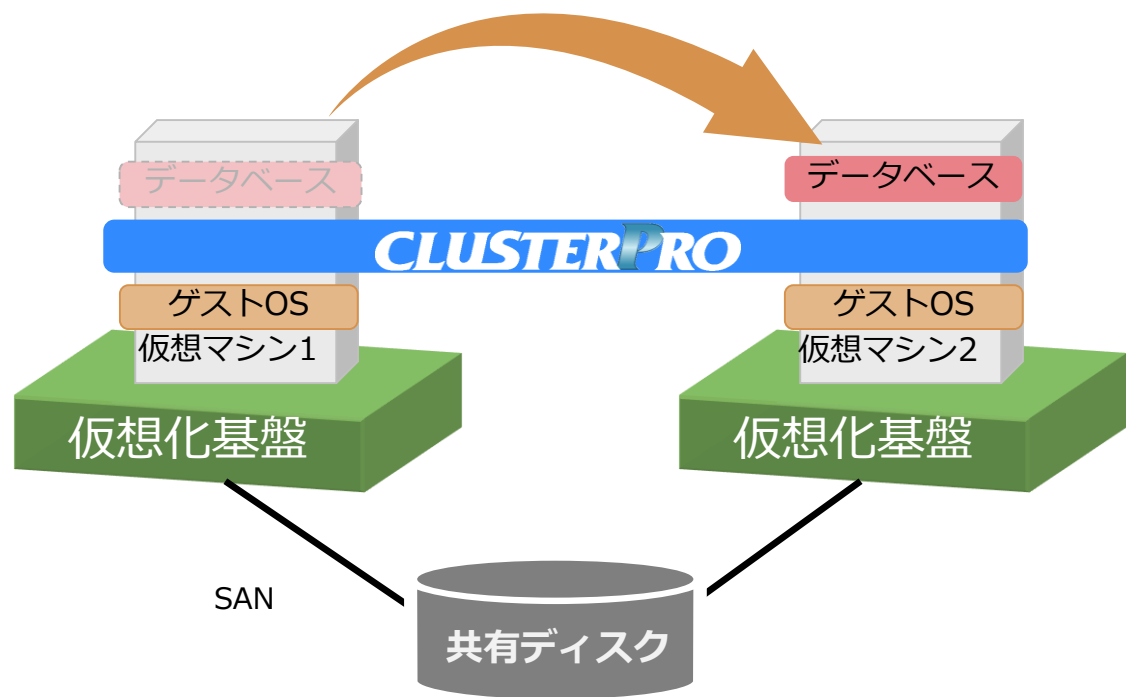 データベース
データベース
CLUSTERPRO
ゲストOS
ゲストOS
仮想マシン1
仮想マシン2
仮想化基盤
仮想化基盤
SAN
共有ディスク